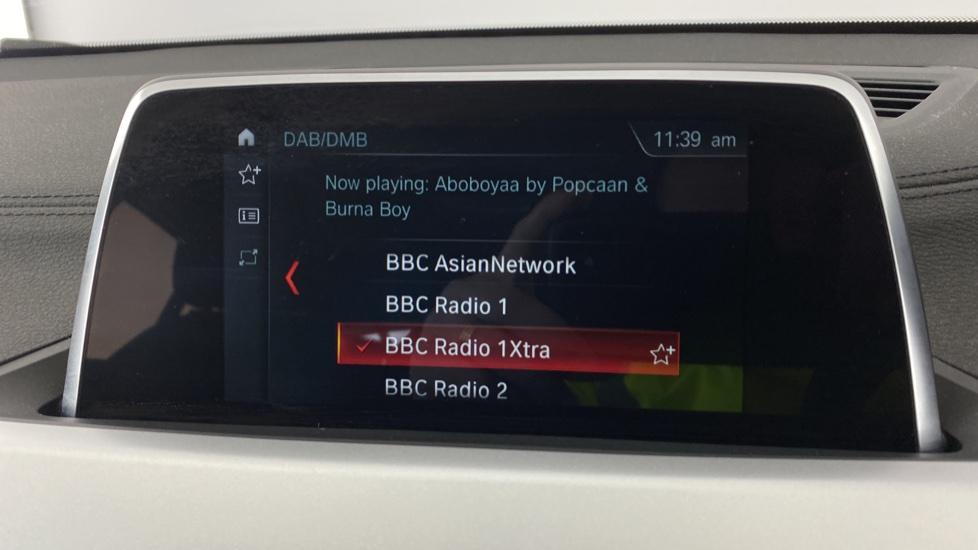 DAB/DMB
11:39 am
Now playing: Aboboyaa by Popcaan &
Burna Boy
BBC AsianNetwork
BBC Radio 1
BBC Radio 1Xtra
BBC Radio 2